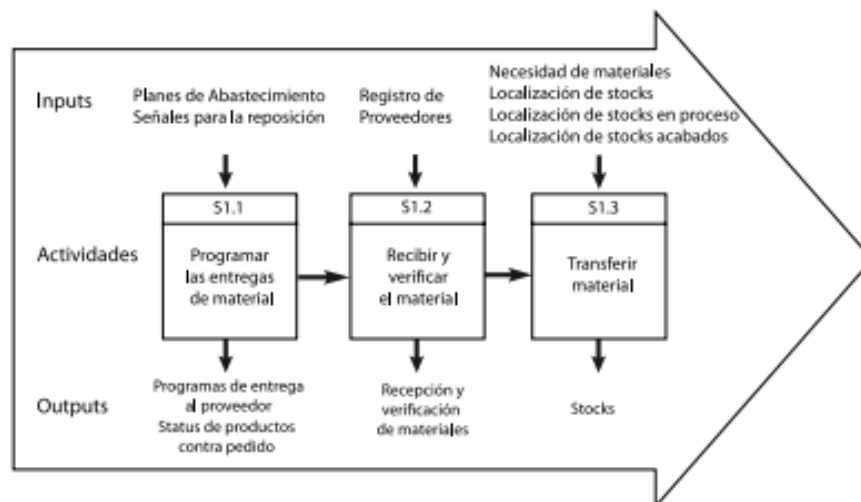 Inputs
Planes de Abastecimiento
Señales para la reposición
Registro de
Proveedores
Necesidad de materiales
Localización de stocks
Localización de stocks en proceso
Localización de stocks acabados
Actividades
S1.1
Programar
las entregas
de material
S1.2
Recibir y
verificar
el material
S1.3
Transferir
material
Outputs
Programas de entrega
al proveedor
Status de productos
contra pedido
Recepción y
verificación
de materiales
Stocks